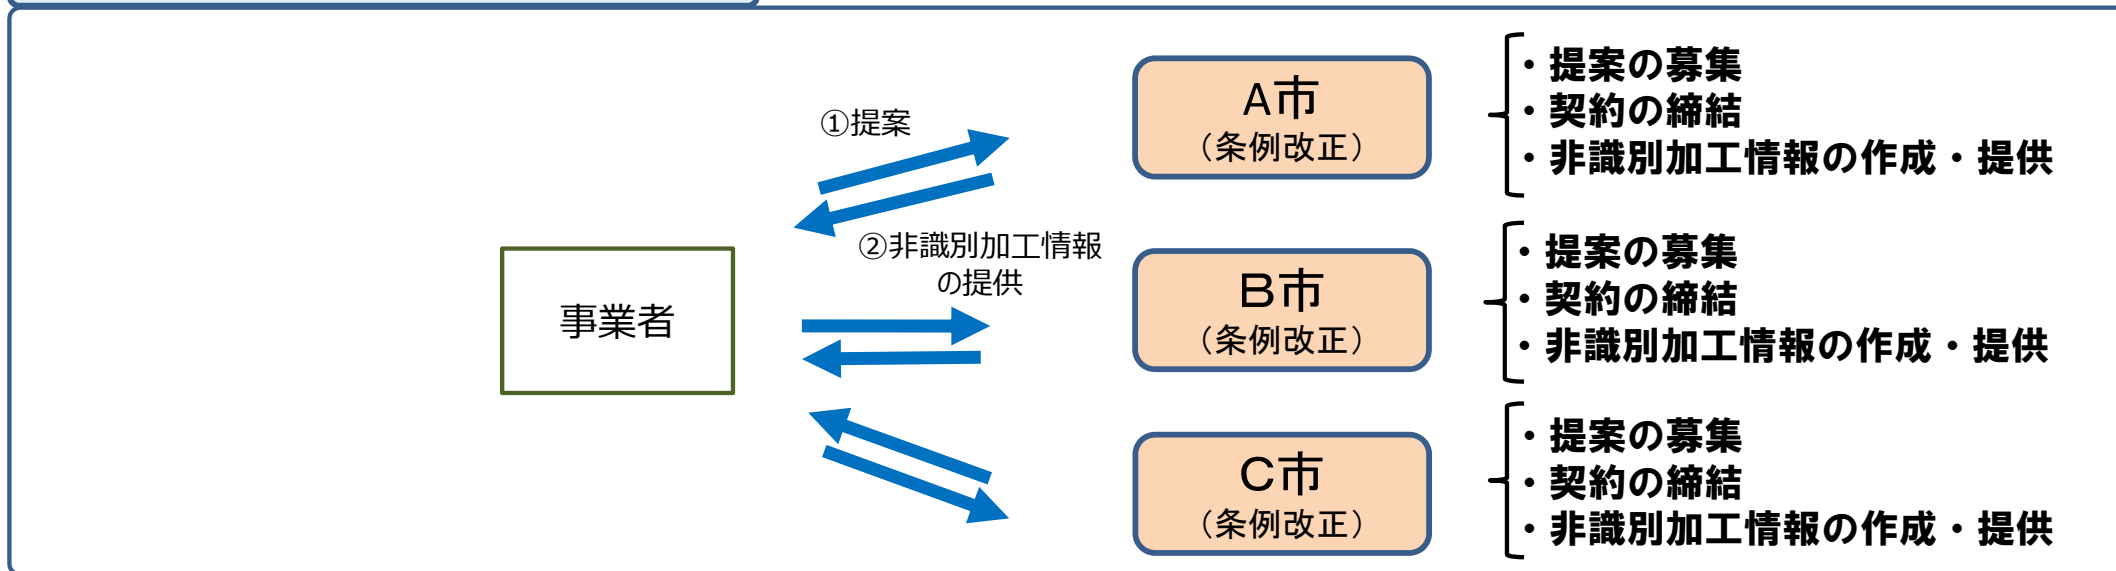 ①提案
②非識別加工情報
の提供
事業者
A市
（条例改正）
・提案の募集
・契約の締結
・非識別加工情報の作成・提供
B市
（条例改正）
・提案の募集
・契約の締結
・非識別加工情報の作成・提供
C市
（条例改正）
・提案の募集
・契約の締結
・非識別加工情報の作成・提供